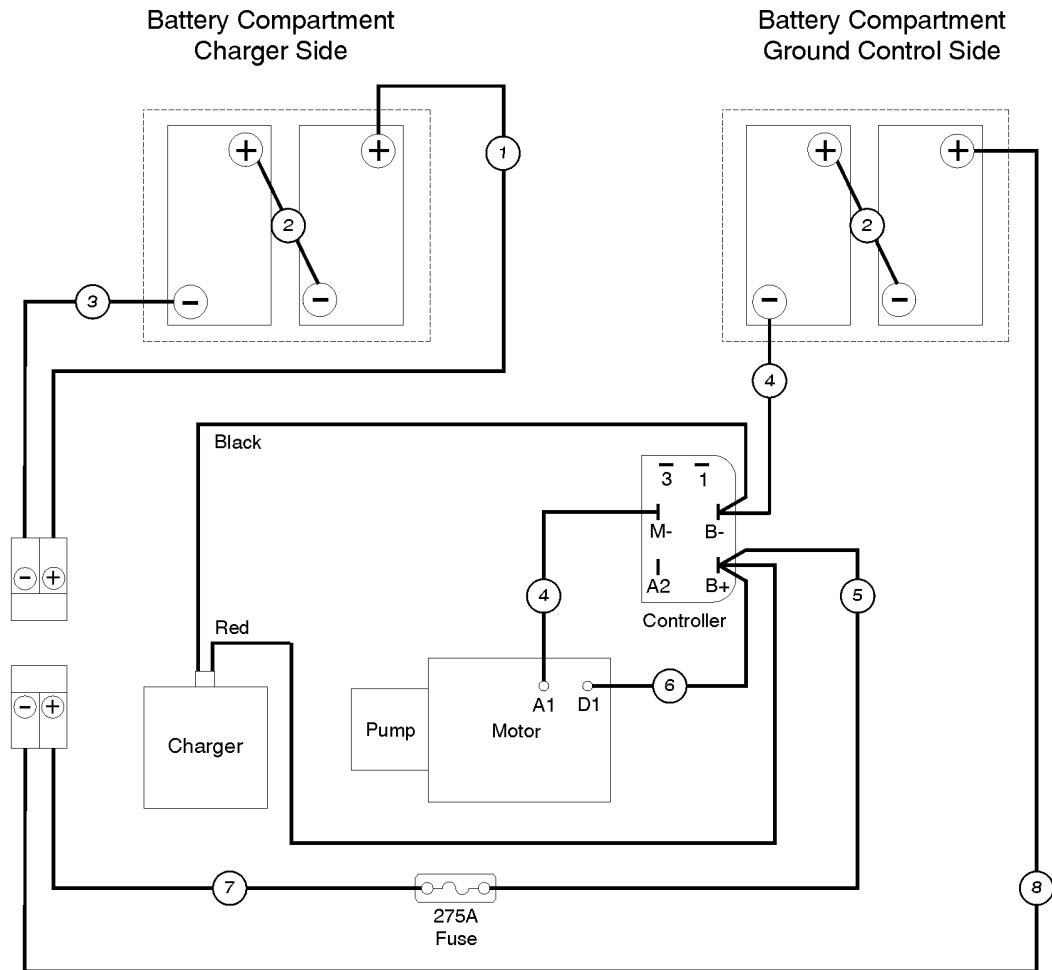 Battery Compartment
Charger Side
Battery Compartment
Ground Control Side
+
+
1
+
+
2
2
3
-
-
-
-
4
Black
3
1
M-
B-
A2
B+
4
5
Controller
- +
Red
6
A1
D1
- +
Pump
Motor
Charger
7
8
275A
Fuse